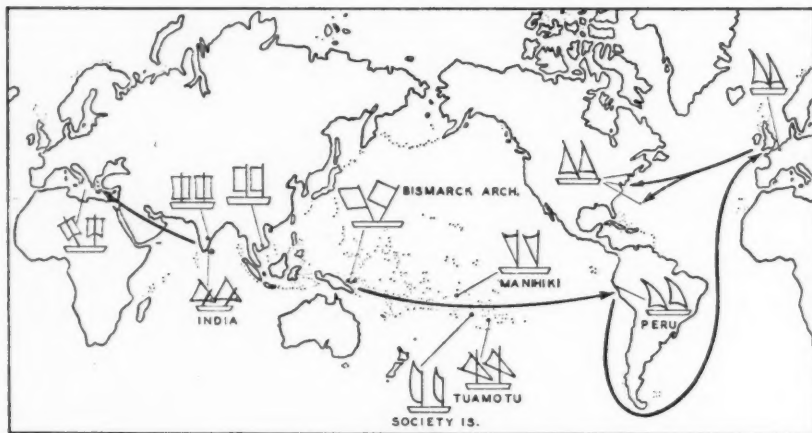 BISMARCK ARCH.
MANIHIKI
INDIA
PERU
TUAMOTU
SOCIETY IS.